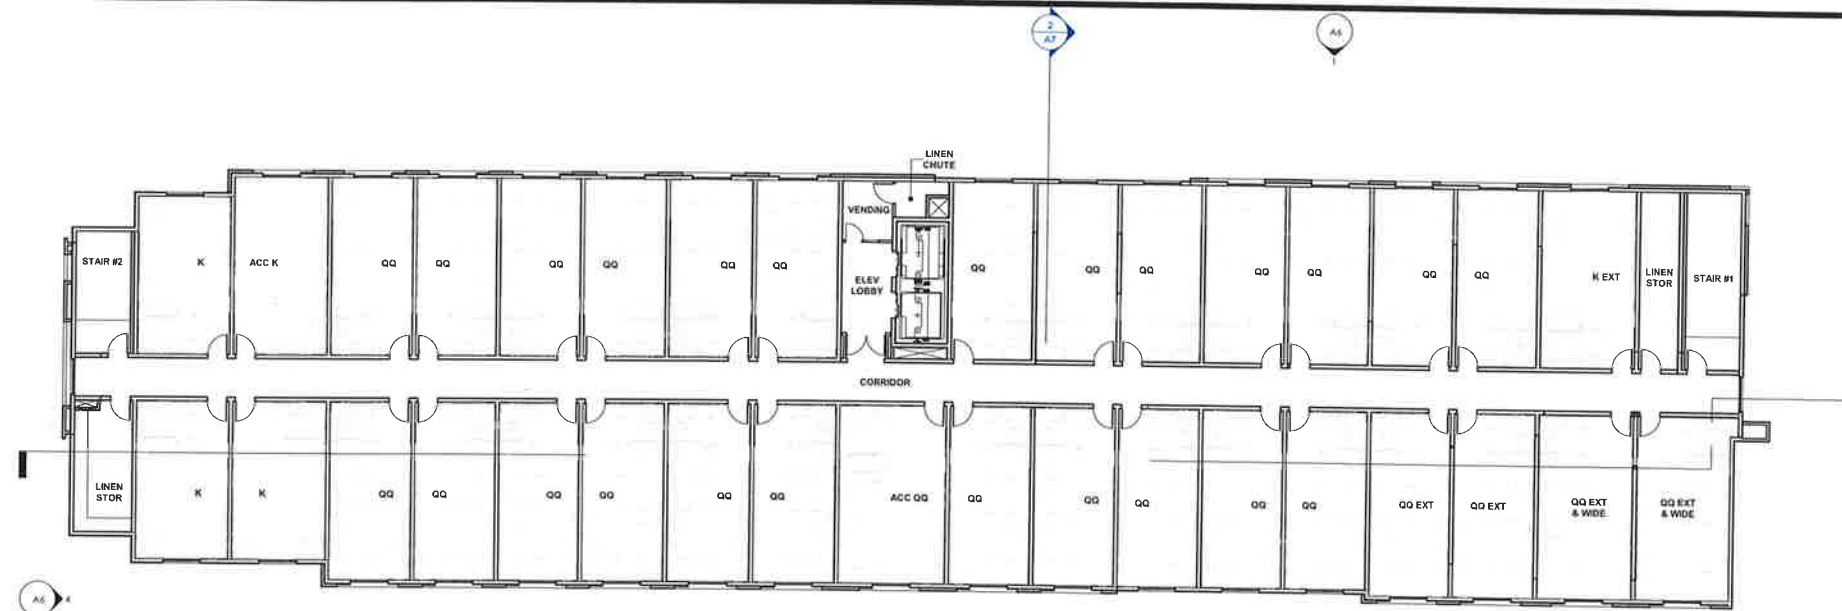 2
A7
A6
1
LINEN
CHUTE
VENDING
STAIR #2
K
ACC K
QQ
QQ
QQ
QQ
QQ
QQ
ELEV
LOBBY
QQ
QQ
QQ
QQ
QQ
QQ
QQ
K EXT
LINEN
STOR
STAIR #1
CORRIDOR
LINEN
STOR
K
K
QQ
QQ
QQ
QQ
QQ
QQ
ACC QQ
QQ
QQ
QQ
QQ
QQ
QQ EXT
QQ EXT
QQ EXT
& WIDE
QQ EXT
& WIDE
A6